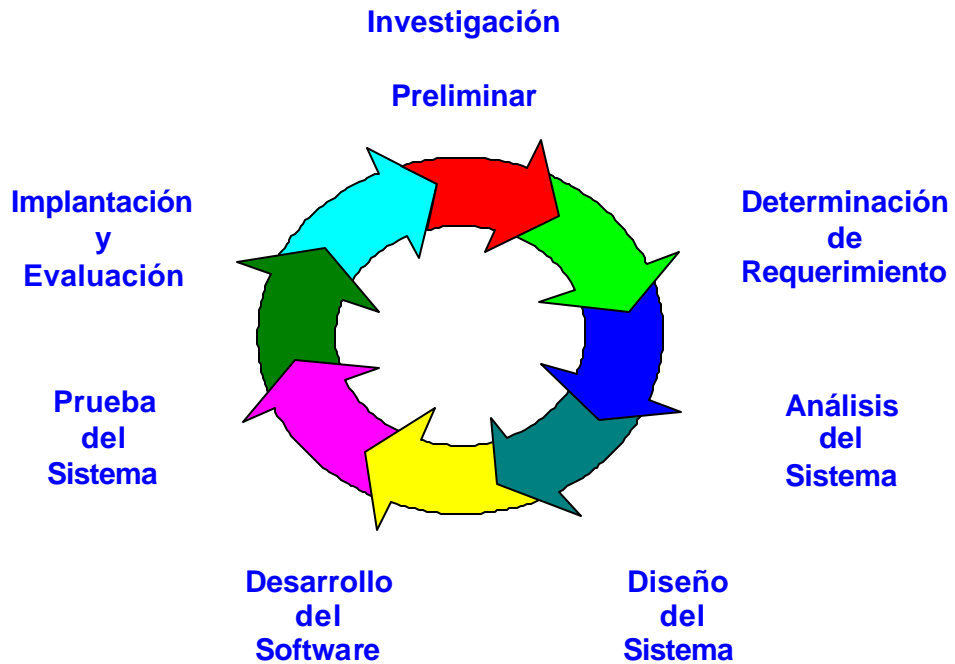 Investigación
Preliminar
Determinación
de
Requerimiento
Análisis
del
Sistema
Diseño
del
Sistema
Desarrollo
del
Software
Prueba
del
Sistema
Implantación
y
Evaluación